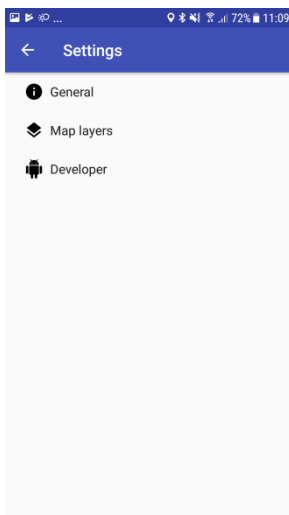 ... 72% 11:09
Settings
General
Map layers
Developer